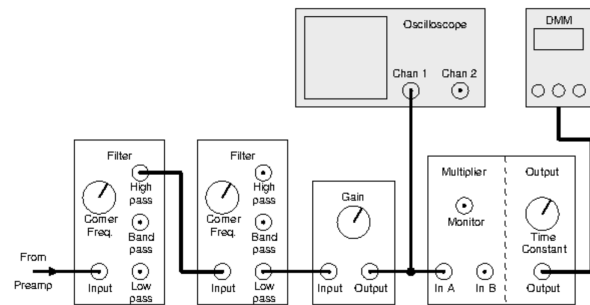 Oscilloscope
Chan 1
Chan 2
DMM
Filter
High
pass
Corner
Freq.
Band
pass
Input
Low
pass
From
Preamp
Filter
High
pass
Corner
Freq.
Band
pass
Input
Low
pass
Gain
Input
Output
Multiplier
Monitor
In A
In B
Output
Time
Constant
Output